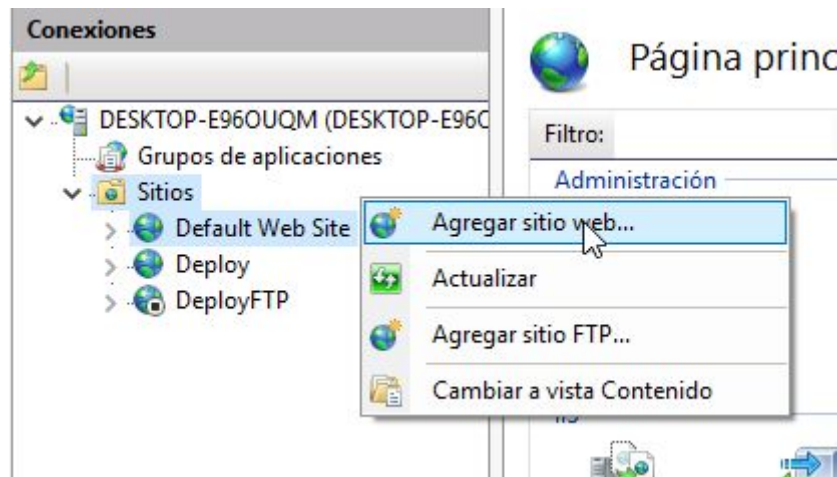 Conexiones
DESKTOP-E96OUQM (DESKTOP-E96C
Grupos de aplicaciones
Sitios
Default Web Site
Deploy
DeployFTP
Página princ
Filtro:
Administración
Agregar sitio web...
Actualizar
Agregar sitio FTP...
Cambiar a vista Contenido